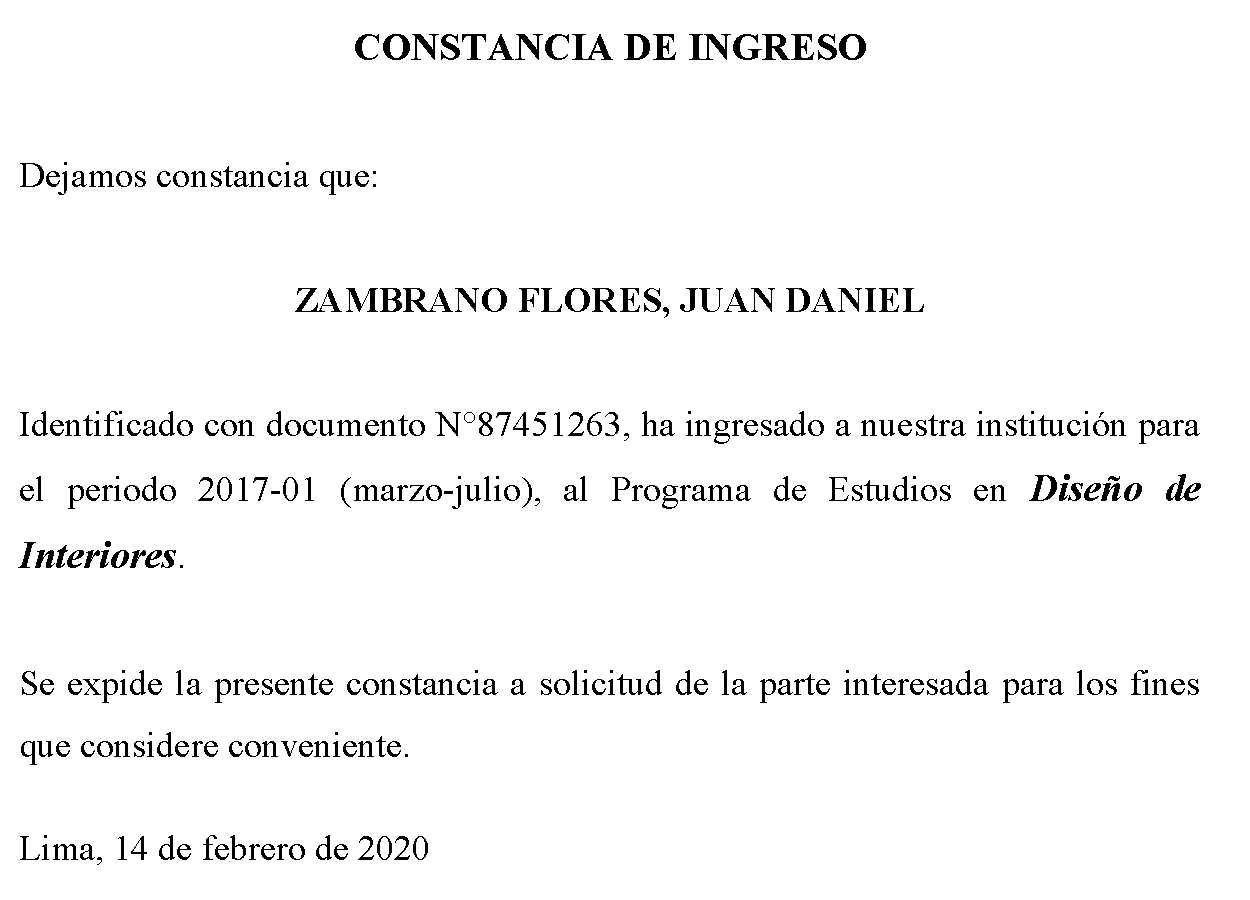 CONSTANCIA DE INGRESO
Dejamos constancia que:
ZAMBRANO FLORES, JUAN DANIEL
Identificado con documento N°87451263, ha ingresado a nuestra institución para
el periodo 2017-01 (marzo-julio), al Programa de Estudios en Diseño de
Interiores.
Se expide la presente constancia a solicitud de la parte interesada para los fines
que considere conveniente.
Lima, 14 de febrero de 2020